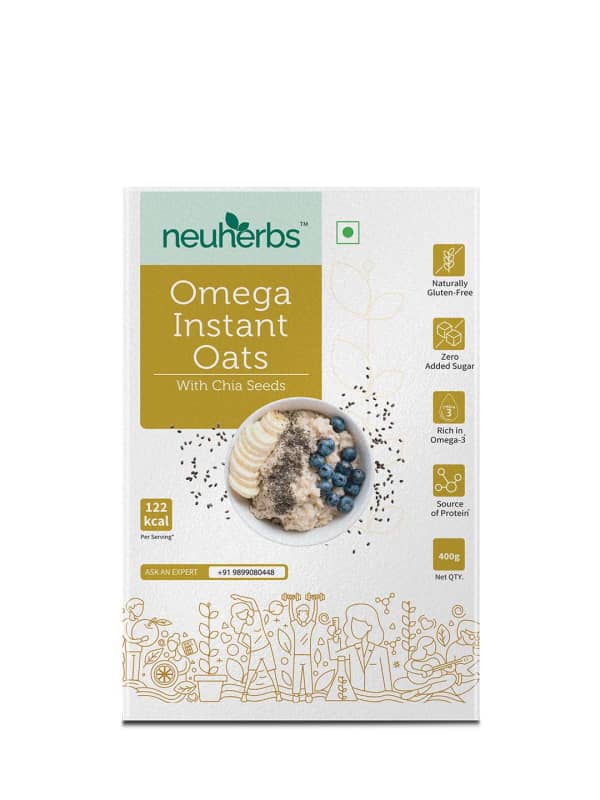 neuherbs™
Omega
Instant
Oats
With Chia Seeds
Naturally
Gluten-Free
Zero
Added Sugar
3
Rich in
Omega-3
Source
of Protein*
122
kcal
Per Serving*
400g
Net QTY.
ASK AN EXPERT
+91 9899080448